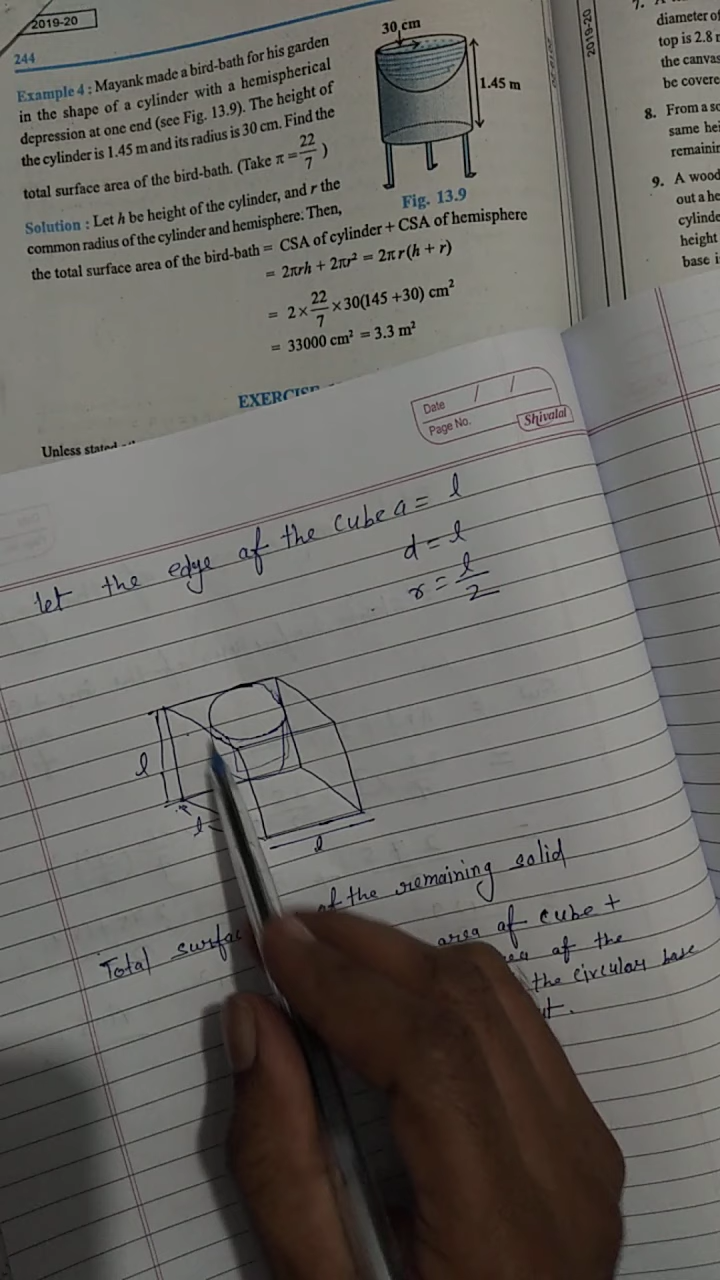 2019-20
244
Example 4 : Mayank made a bird-bath for his garden
in the shape of a cylinder with a hemispherical
depression at one end (see Fig. 13.9). The height of
the cylinder is 1.45 m and its radius is 30 cm. Find the
total surface area of the bird-bath. (Take π = 22/7 )
30 cm
1.45 m
Fig. 13.9
Solution : Let h be height of the cylinder, and r the
common radius of the cylinder and hemisphere. Then,
the total surface area of the bird-bath = CSA of cylinder + CSA of hemisphere
= 2πrh + 2πr² = 2πr(h + r)
= 2 × 22/7 × 30(145 + 30) cm²
= 33000 cm² = 3.3 m²
EXERCISE
Unless stated
2019-20
diameter of
top is 2.8
the canvas
be covere
8. From a so
same hei
remainin
9. A wood
out a he
cylinde
height
base i
Date / /
Page No.
Shivalal
let the edge of the cube a = l
d = l
r = l/2
l
l
l
Total surfa of the remaining solid
area of cube +
of the
the circular base